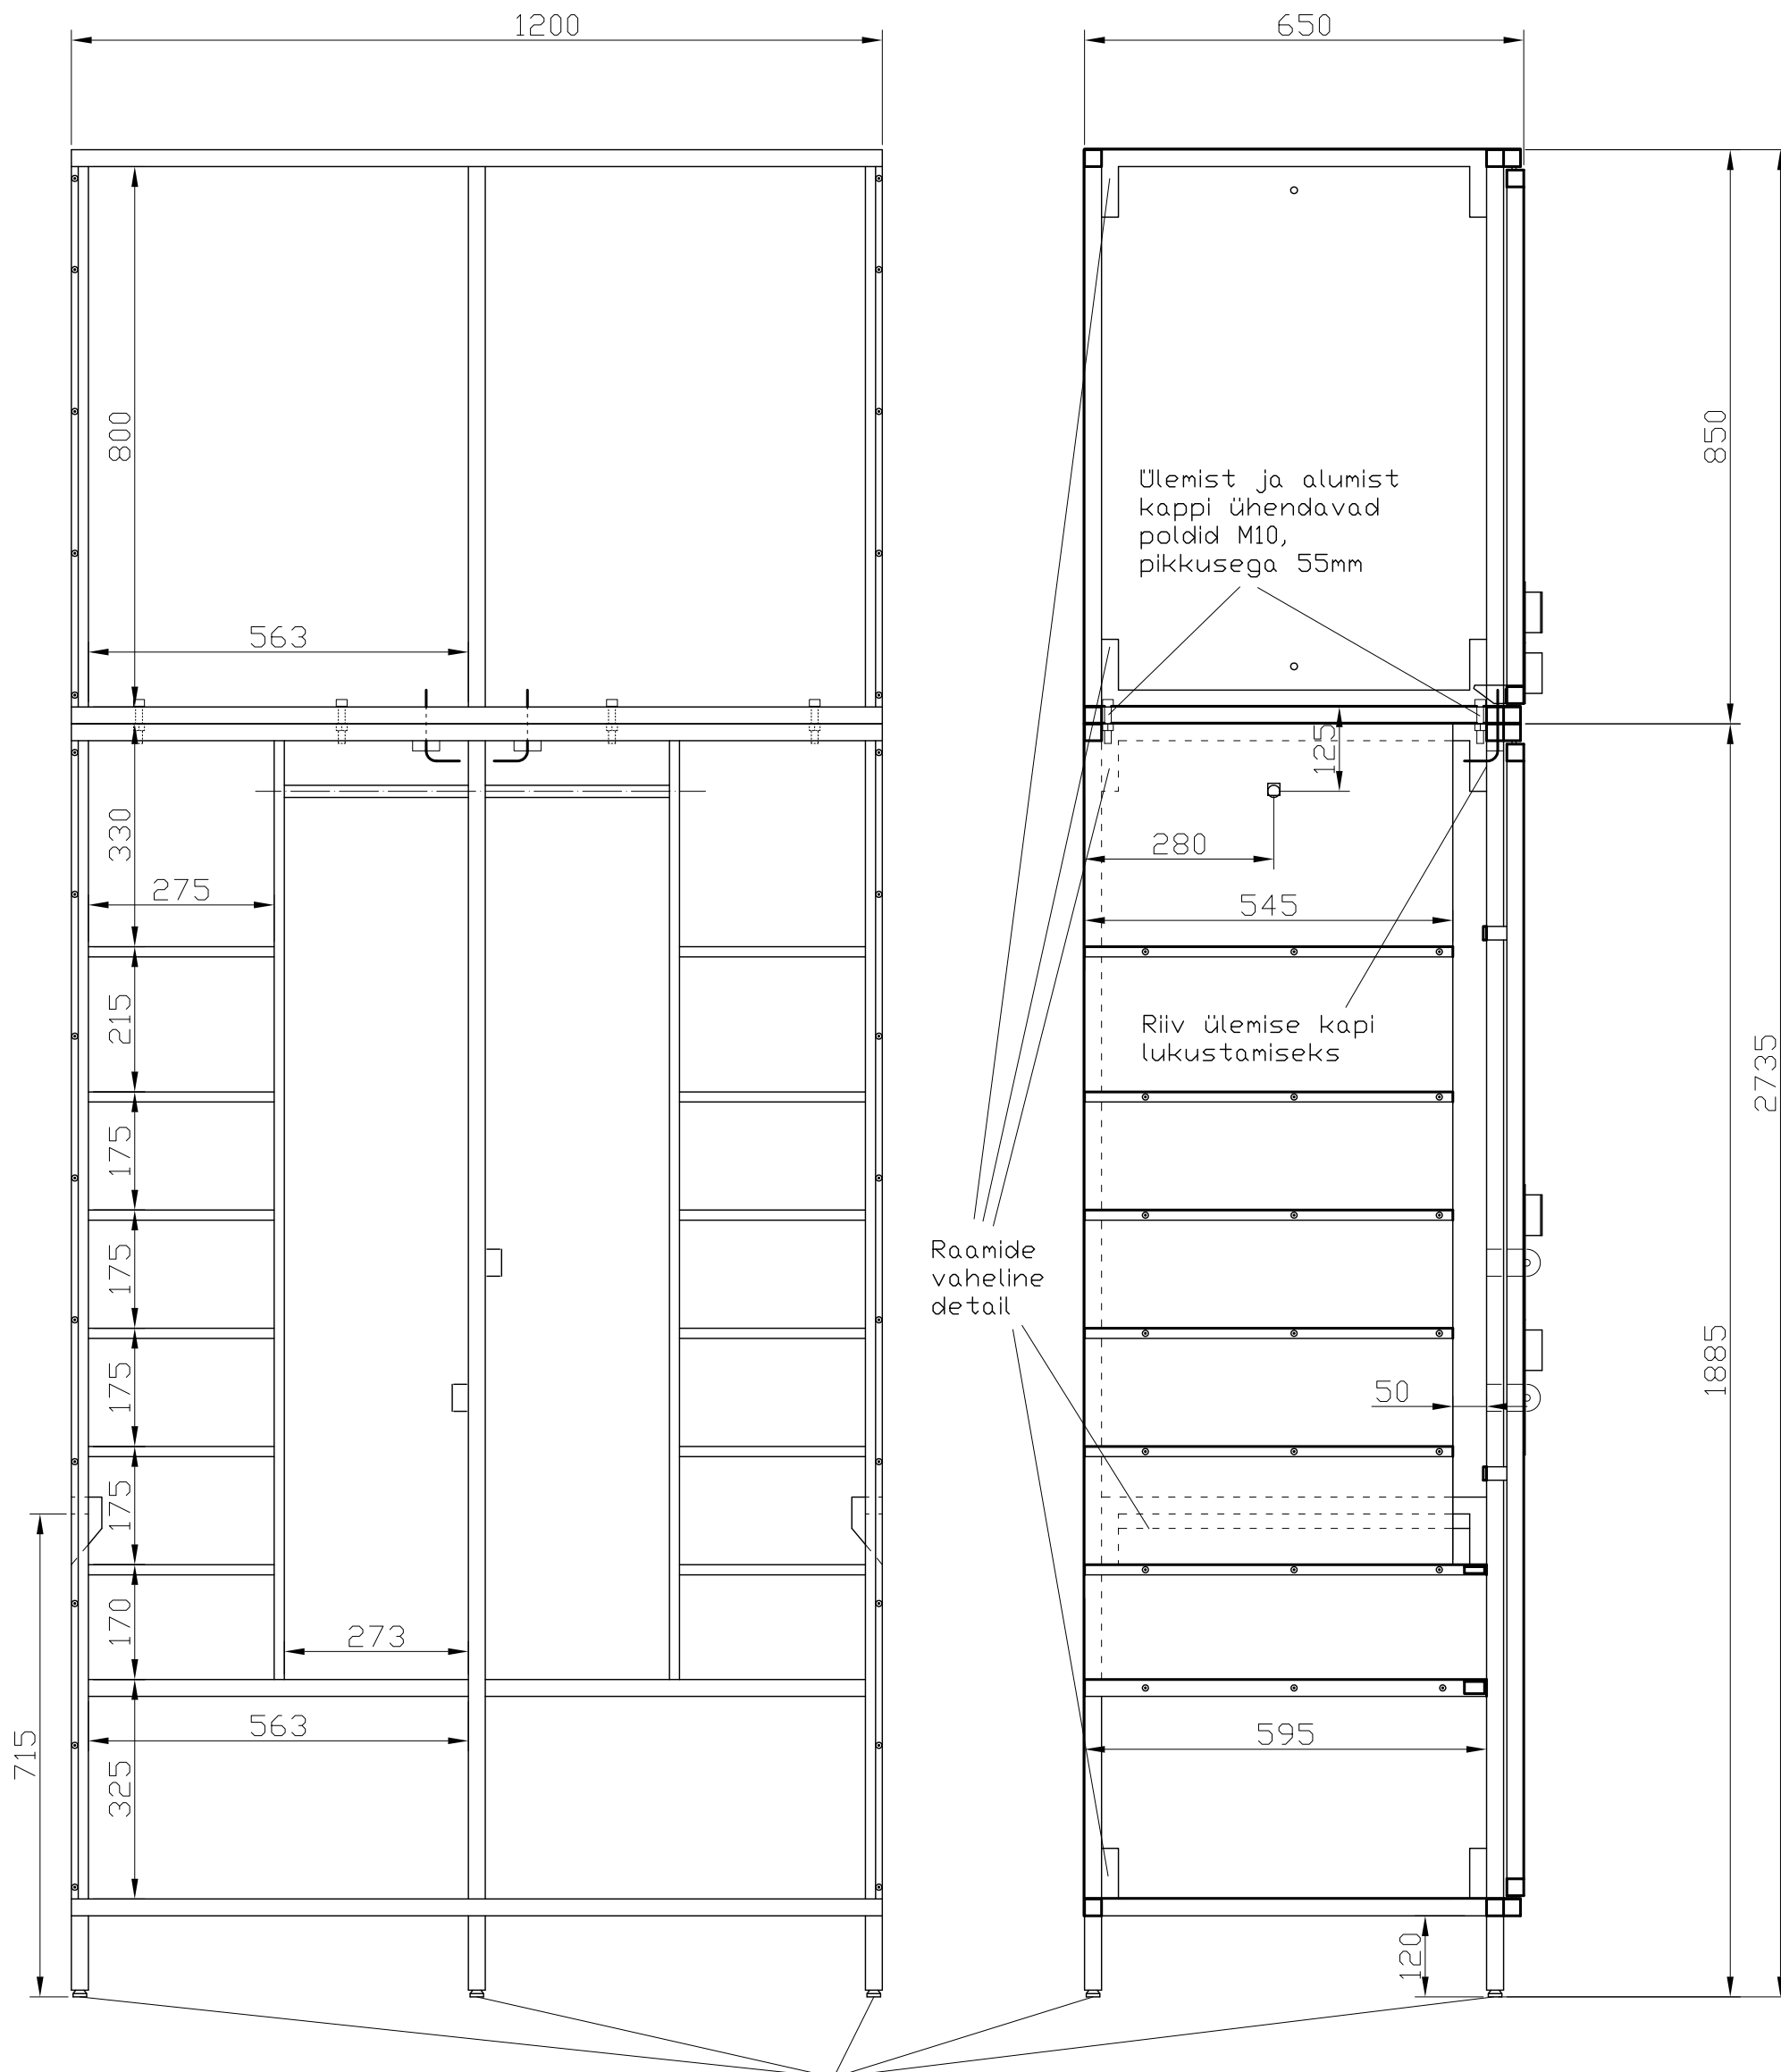 1200
650
800
850
Ülemist ja alumist
kappi ühendavad
poldid M10,
pikkusega 55mm
563
125
330
280
275
545
215
Riiv ülemise kapi
lukustamiseks
2735
175
175
Raamide
vaheline
detail
175
1885
50
175
170
273
715
563
595
325
120